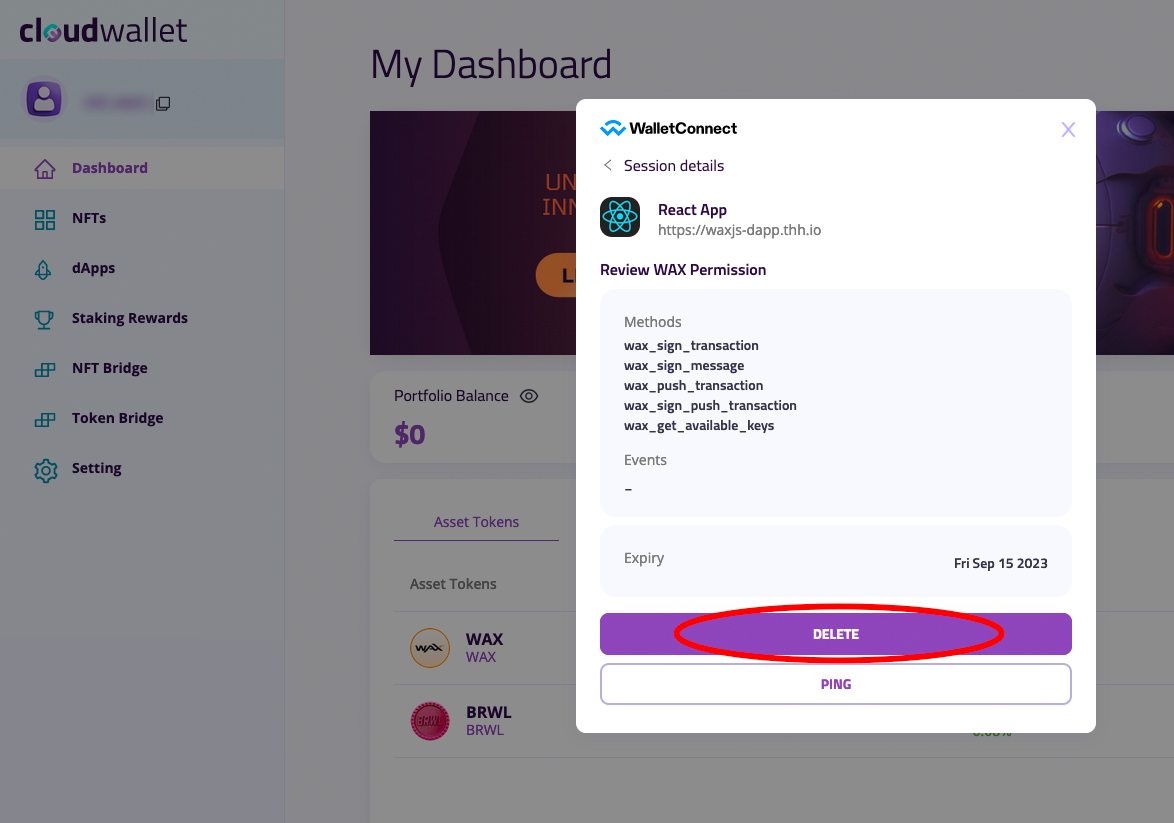 cloudwallet
My Dashboard
Dashboard
NFTs
dApps
Staking Rewards
NFT Bridge
Token Bridge
Setting
UN
INN
Portfolio Balance
$0
Asset Tokens
Asset Tokens
WAX
WAX
WAX
BRWL
BRWL
BRWL
WalletConnect
X
Session details
React App
https://waxjs-dapp.thh.io
Review WAX Permission
Methods
wax_sign_transaction
wax_sign_message
wax_push_transaction
wax_sign_push_transaction
wax_get_available_keys
Events
–
Expiry
Fri Sep 15 2023
DELETE
PING